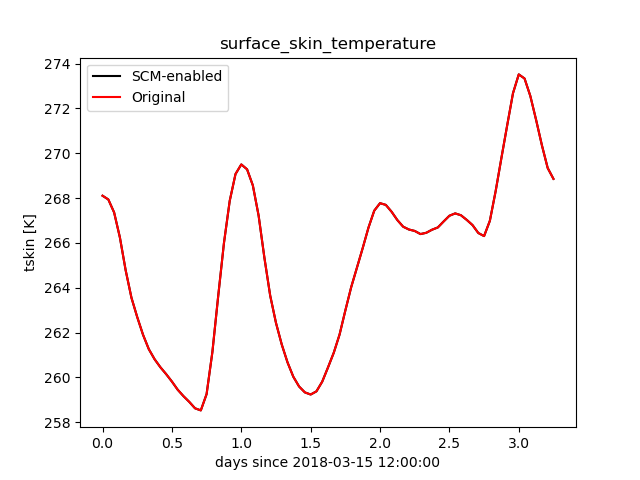 surface_skin_temperature
SCM-enabled
Original
tskin [K]
274
272
270
268
266
264
262
260
258
0.0 0.5 1.0 1.5 2.0 2.5 3.0
days since 2018-03-15 12:00:00